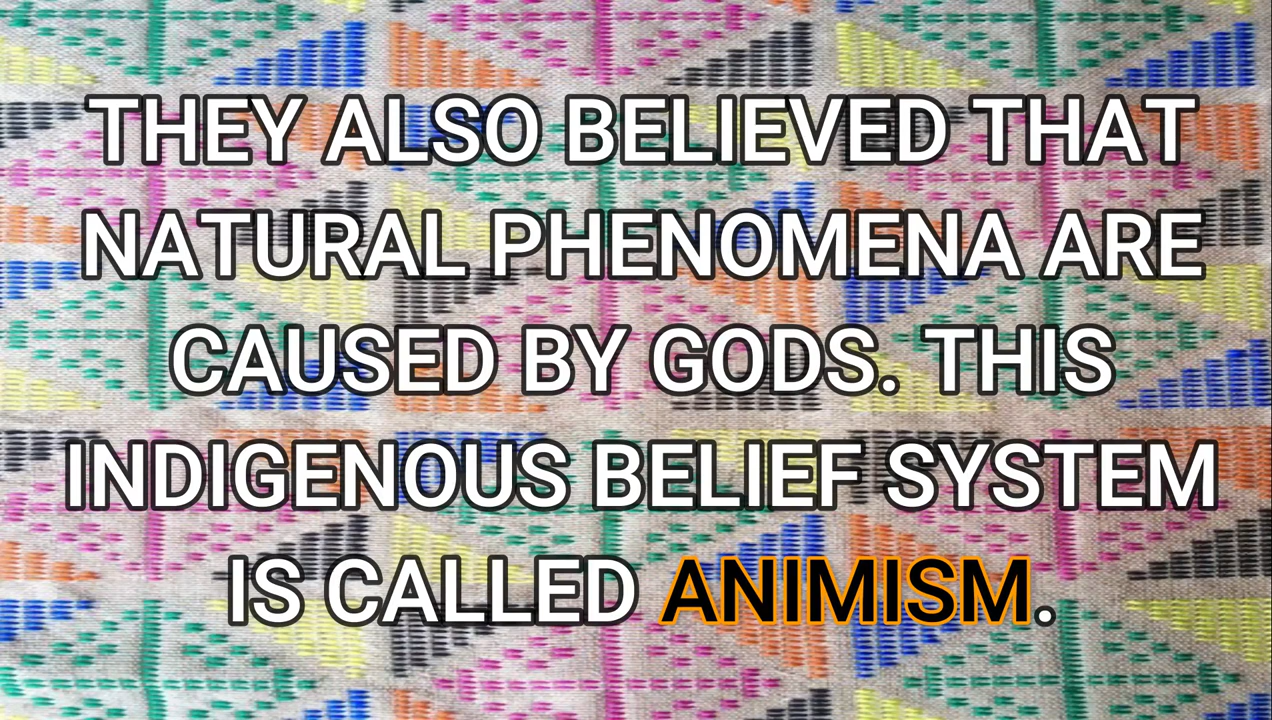 THEY ALSO BELIEVED THAT
NATURAL PHENOMENA ARE
CAUSED BY GODS. THIS
INDIGENOUS BELIEF SYSTEM
IS CALLED ANIMISM.